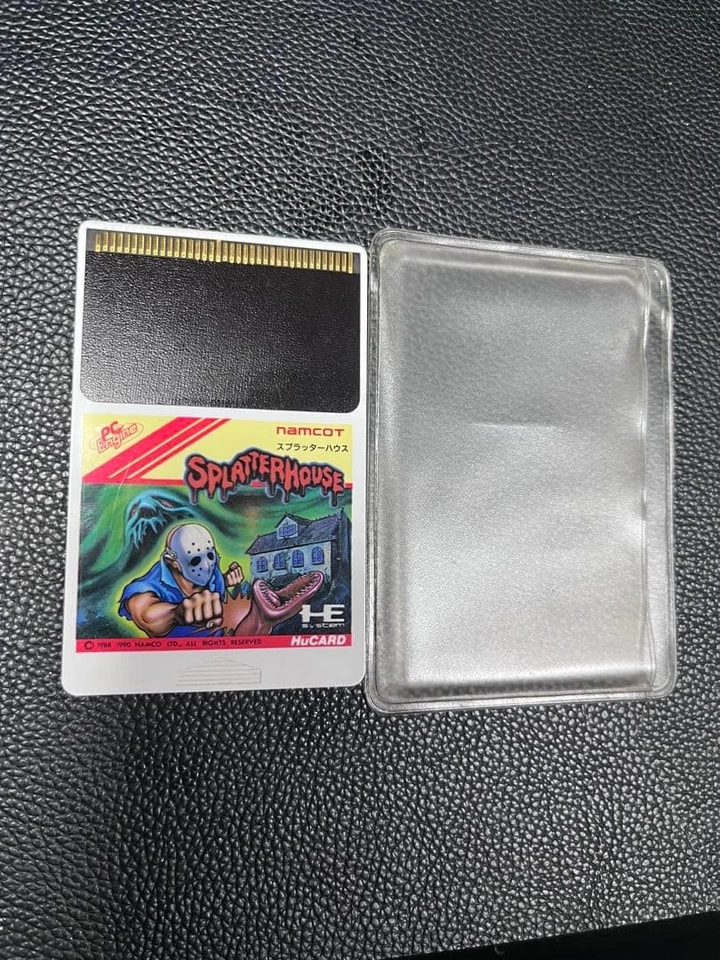 PC Engine
namcoT
スプラッターハウス
SPLATTERHOUSE
HE
system
© 1988 1990 NAMCO LTD., ALL RIGHTS RESERVED
HuCARD